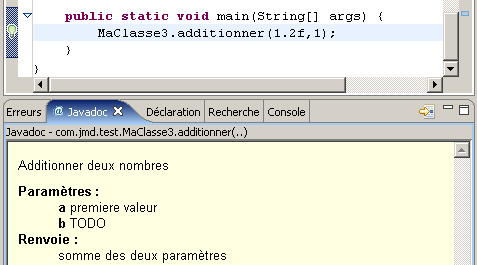 public static void main(String[] args) {
MaClasse3.additionner(1.2f,1);
}
}
Erreurs @ Javadoc Déclaration Recherche Console
Javadoc - com.jmd.test.MaClasse3.additionner(..)
Additionner deux nombres
Paramètres :
a premiere valeur
b TODO
Renvoie :
somme des deux paramètres